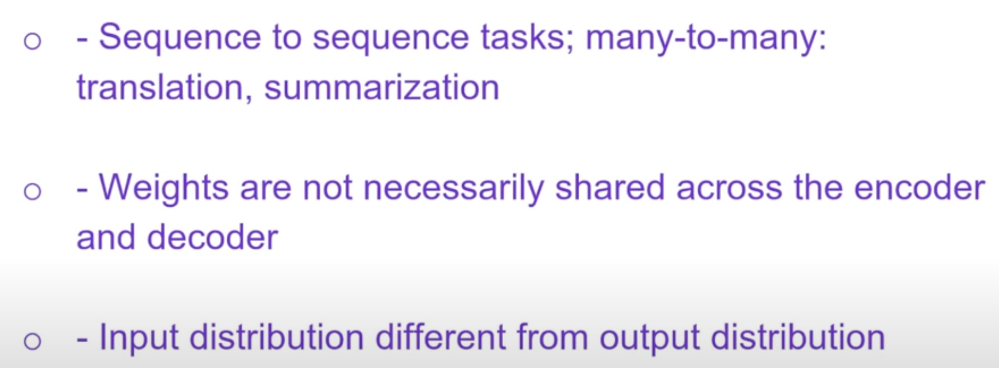 - Sequence to sequence tasks; many-to-many:
translation, summarization
- Weights are not necessarily shared across the encoder
and decoder
- Input distribution different from output distribution